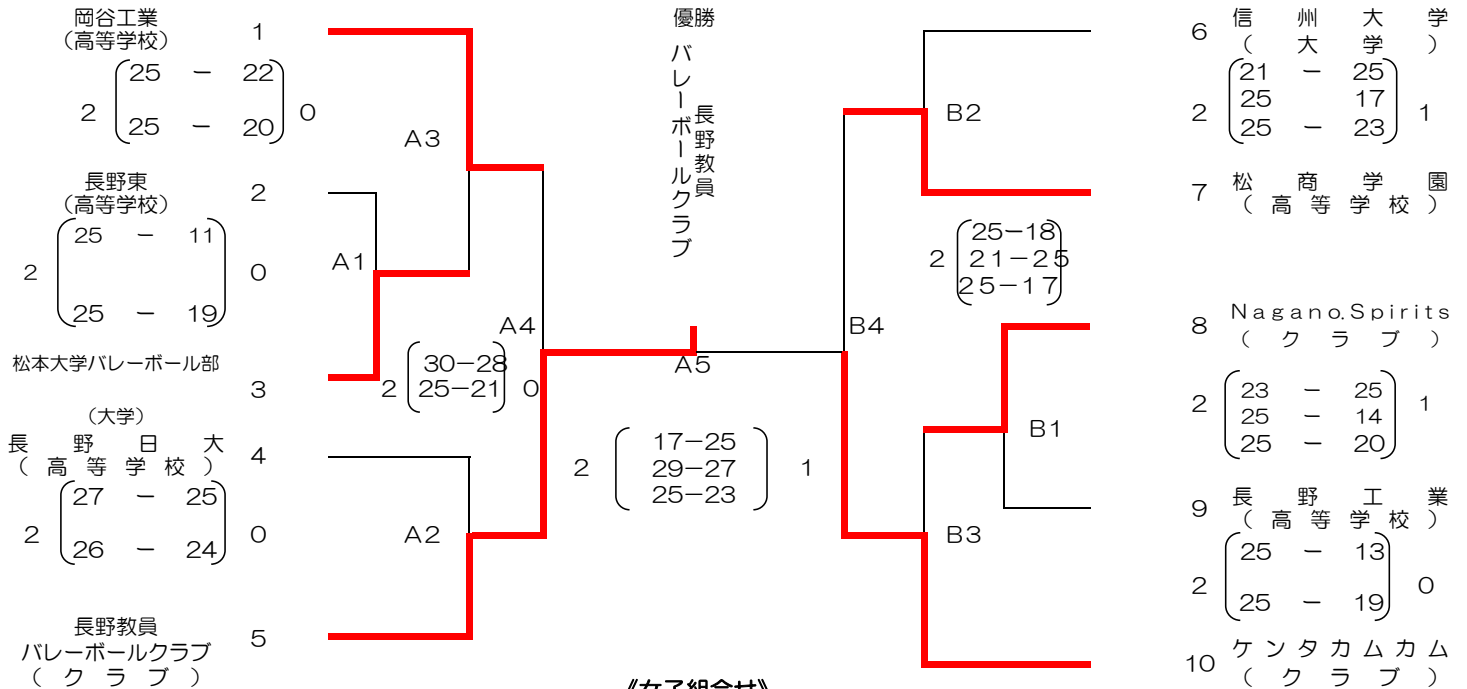 岡谷工業
（高等学校）
1
25 － 22
2 0
25 － 20
A3
長野東
（高等学校）
2
25 － 11
2 0
25 － 19
A1
松本大学バレーボール部
3
（大学）
A4
30－28
2 25－21 0
長野日大
（高等学校）
4
27 － 25
2 0
26 － 24
A2
長野教員
バレーボールクラブ
（クラブ）
5
優勝
長野教員
バレーボールクラブ
A5
17－25
2 29－27 1
25－23
《女子組合せ》
6 信州大学
（大学）
21 － 25
2 25 17 1
25 － 23
B2
7 松商学園
（高等学校）
25－18
2 21－25
25－17
B4
8 Nagano.Spirits
（クラブ）
23 － 25
2 25 － 14 1
25 － 20
B1
9 長野工業
（高等学校）
25 － 13
2 0
25 － 19
B3
10 ケンタカムカム
（クラブ）